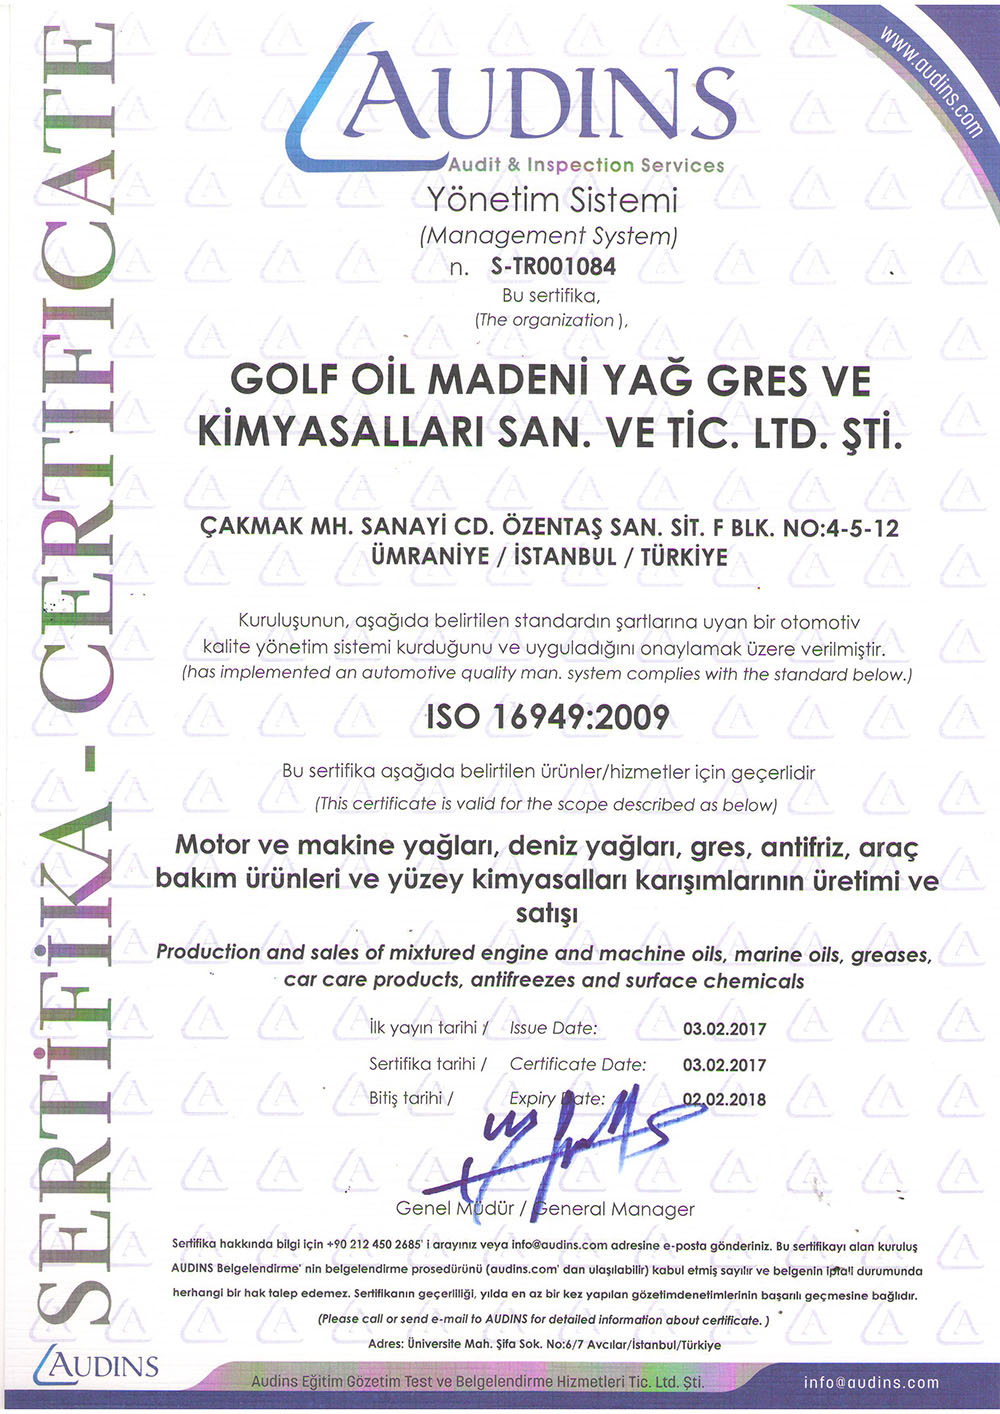 SERTİFİKA - CERTIFICATE
www.audins.com
AUDINS
Audit & Inspection Services
Yönetim Sistemi
(Management System)
n. S-TR001084
Bu sertifika,
(The organization ),
GOLF OİL MADENİ YAĞ GRES VE
KİMYASALLARI SAN. VE TİC. LTD. ŞTİ.
ÇAKMAK MH. SANAYİ CD. ÖZENTAŞ SAN. SİT. F BLK. NO:4-5-12
ÜMRANİYE / İSTANBUL / TÜRKİYE
Kuruluşunun, aşağıda belirtilen standardın şartlarına uyan bir otomotiv
kalite yönetim sistemi kurduğunu ve uyguladığını onaylamak üzere verilmiştir.
(has implemented an automotive quality man. system complies with the standard below.)
ISO 16949:2009
Bu sertifika aşağıda belirtilen ürünler/hizmetler için geçerlidir
(This certificate is valid for the scope described as below)
Motor ve makine yağları, deniz yağları, gres, antifriz, araç
bakım ürünleri ve yüzey kimyasalları karışımlarının üretimi ve
satışı
Production and sales of mixtured engine and machine oils, marine oils, greases,
car care products, antifreezes and surface chemicals
İlk yayın tarihi / Issue Date: 03.02.2017
Sertifika tarihi / Certificate Date: 03.02.2017
Bitiş tarihi / Expiry Date: 02.02.2018
Genel Müdür / General Manager
Sertifika hakkında bilgi için +90 212 450 2685' i arayınız veya info@audins.com adresine e-posta gönderiniz. Bu sertifikayı alan kuruluş
AUDINS Belgelendirme' nin belgelendirme prosedürünü (audins.com' dan ulaşılabilir) kabul etmiş sayılır ve belgenin iptali durumunda
herhangi bir hak talep edemez. Sertifikanın geçerliliği, yılda en az bir kez yapılan gözetimdenetimlerinin başarılı geçmesine bağlıdır.
(Please call or send e-mail to AUDINS for detailed information about certificate. )
Adres: Üniversite Mah. Şifa Sok. No:6/7 Avcılar/İstanbul/Türkiye
AUDINS
Audins Eğitim Gözetim Test ve Belgelendirme Hizmetleri Tic. Ltd. Şti.
info@audins.com